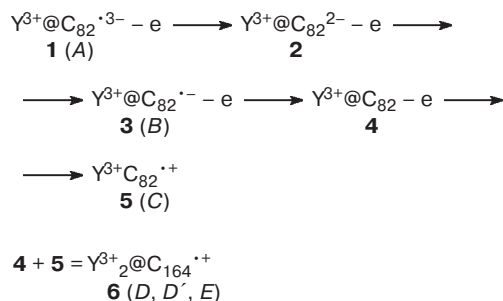 Y³⁺@C₈₂•³⁻ – e ⟶ Y³⁺@C₈₂²⁻ ⟶
1 (A) 2
⟶ Y³⁺@C₈₂•⁻ – e ⟶ Y³⁺@C₈₂ – e ⟶
3 (B) 4
⟶ Y³⁺C₈₂•⁺
5 (C)
4 + 5 = Y³⁺₂@C₁₆₄•⁺
6 (D, D´, E)